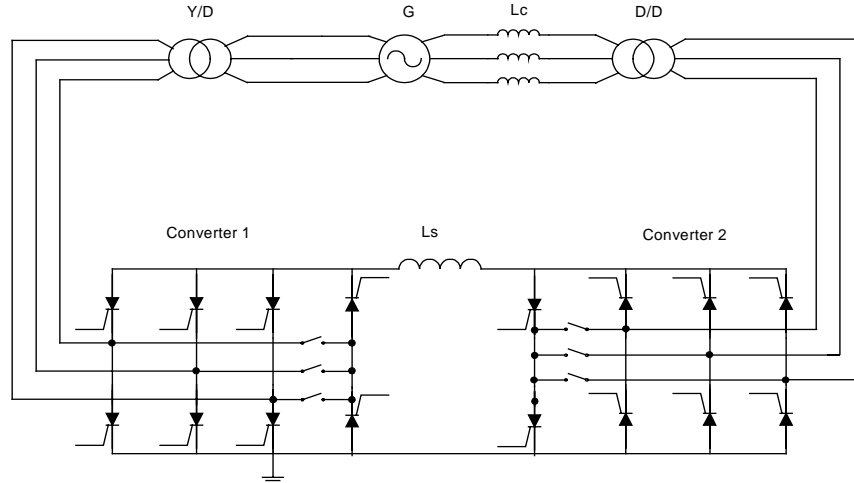 Y/D
G
Lc
D/D
Converter 1
Ls
Converter 2